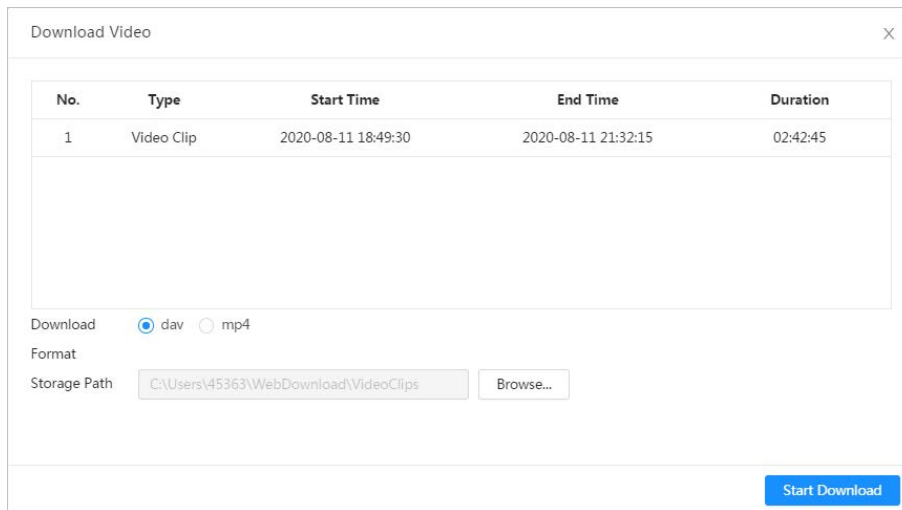 Download Video
No. Type Start Time End Time Duration
1 Video Clip 2020-08-11 18:49:30 2020-08-11 21:32:15 02:42:45
Download dav mp4
Format
Storage Path C:\Users\45363\WebDownload\VideoClips Browse...
Start Download